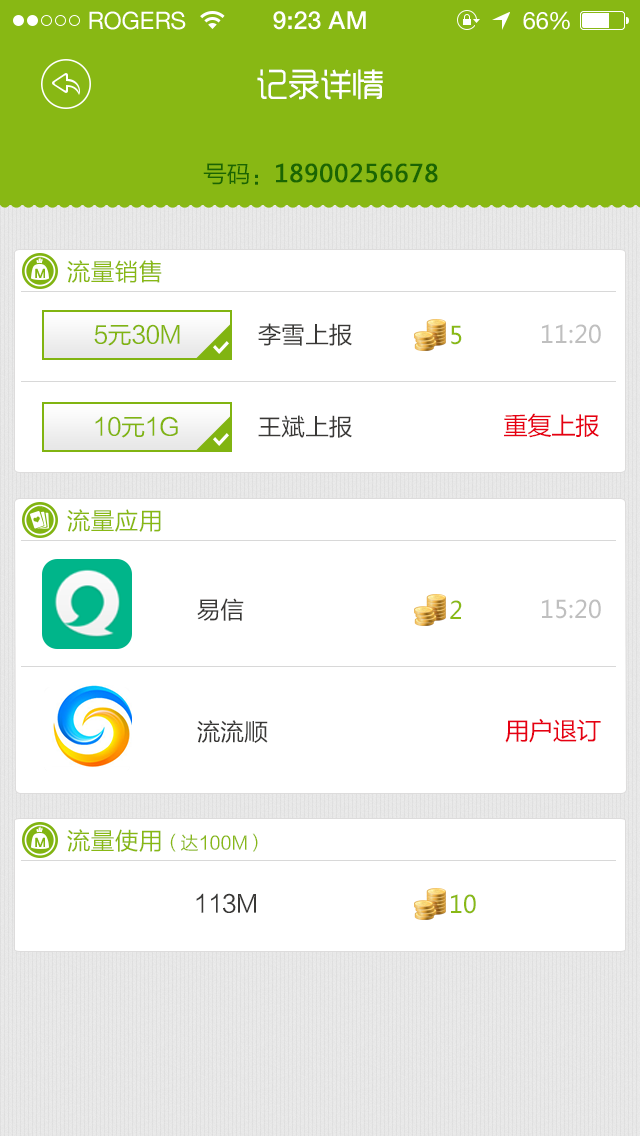 ROGERS 9:23 AM 66%
记录详情
号码：18900256678
流量销售
5元30M 李雪上报 5 11:20
10元1G 王斌上报 重复上报
流量应用
易信 2 15:20
流流顺 用户退订
流量使用（达100M）
113M 10